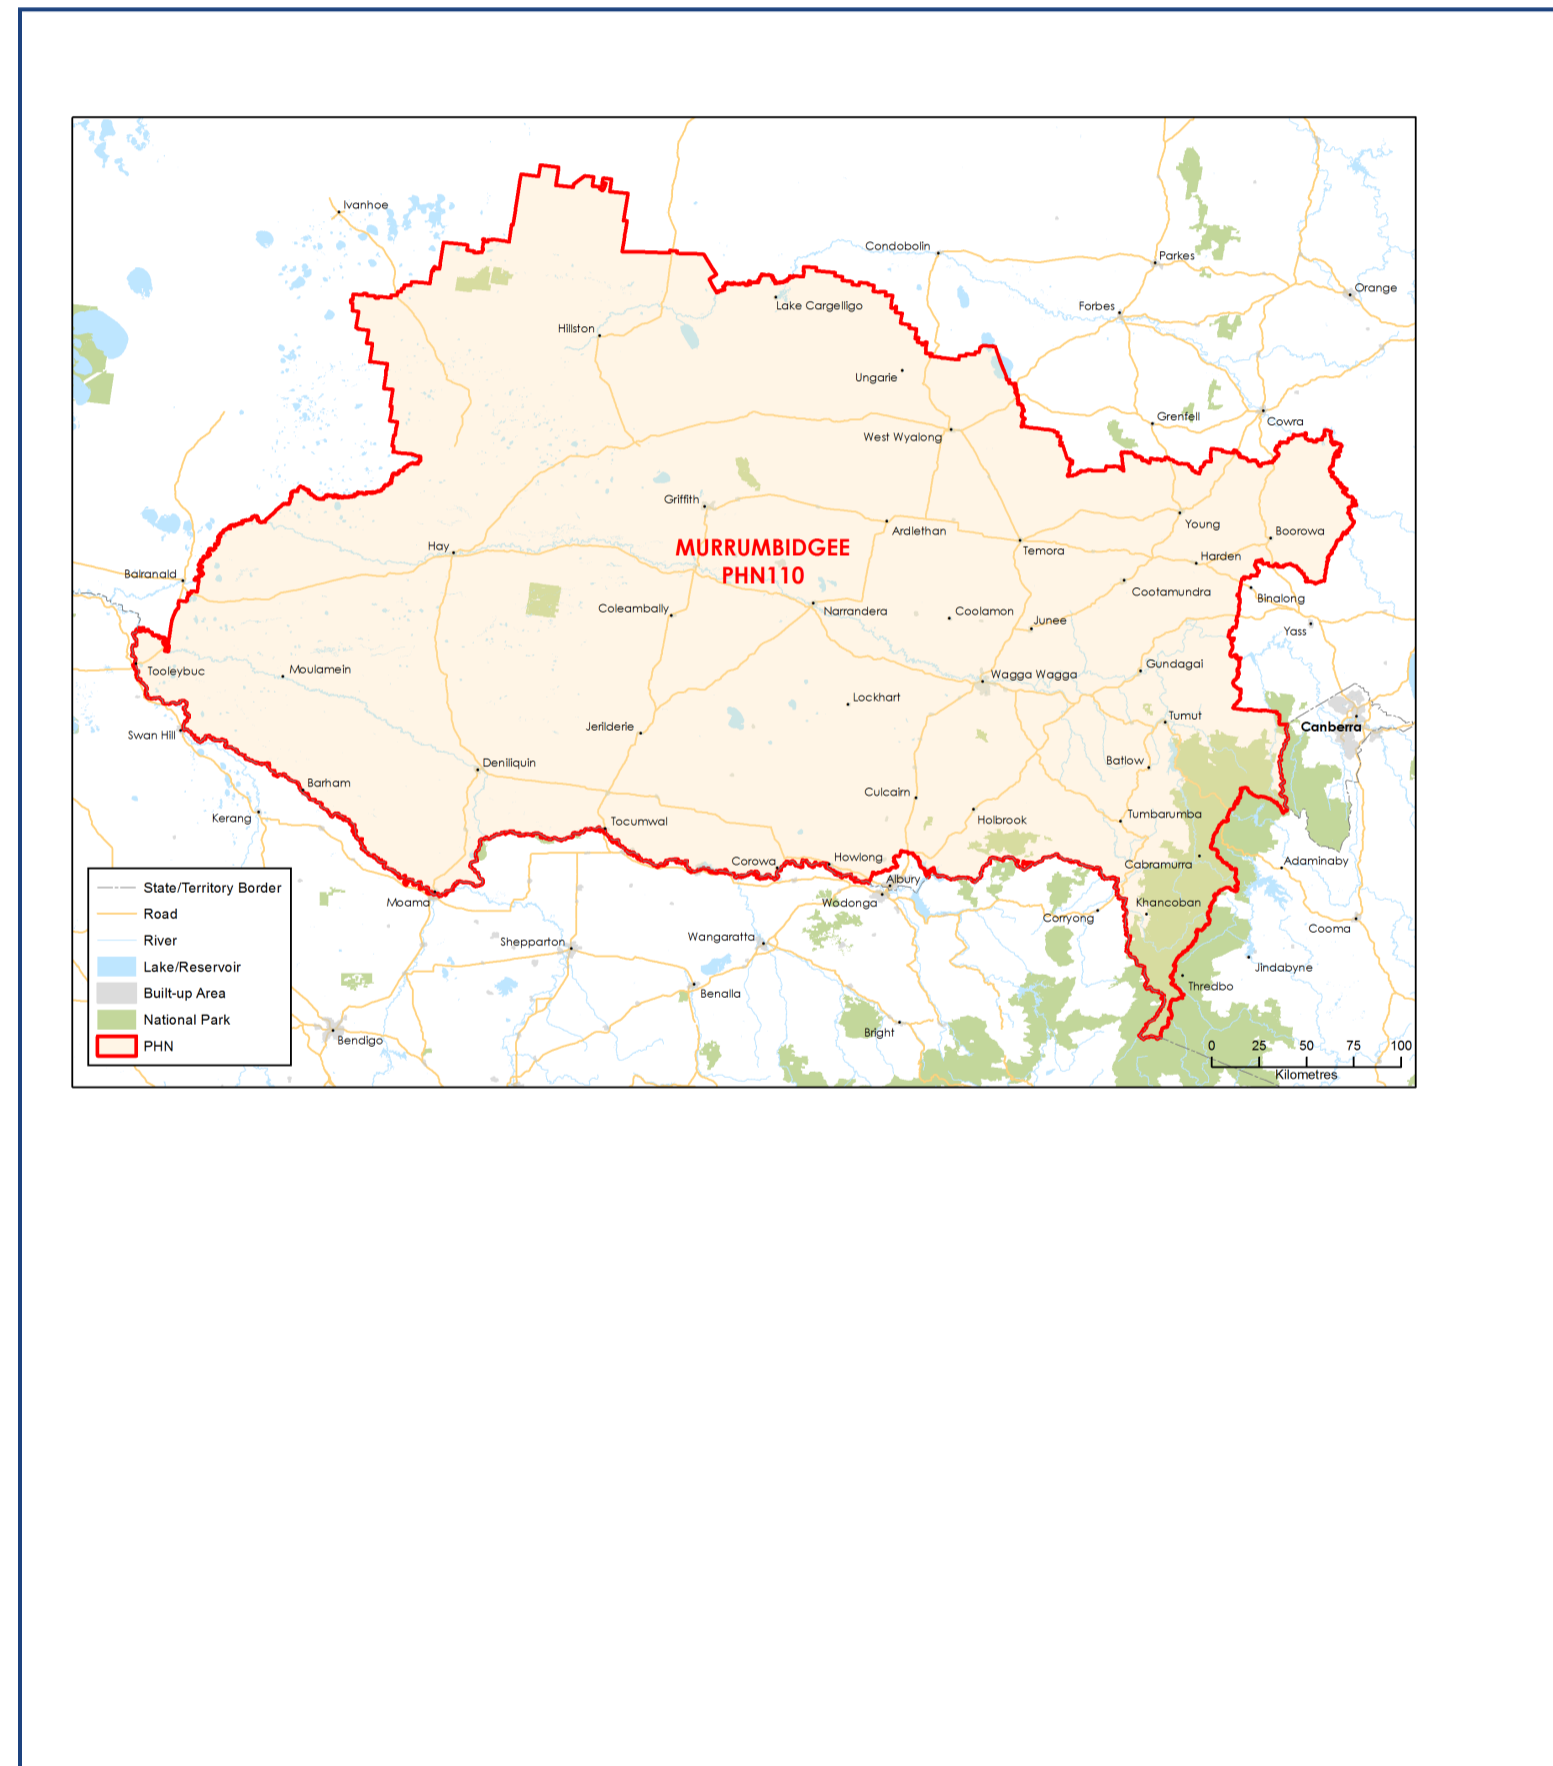 Ivanhoe
Condobolin
Parkes
Orange
Lake Cargelligo
Forbes
Hillston
Ungarie
Grenfell
Cowra
West Wyalong
Griffith
Young
Ardlethan
Boorowa
Hay
MURRUMBIDGEE
PHN110
Temora
Harden
Balranald
Cootamundra
Binalong
Coleambally
Narrandera
Coolamon
Junee
Yass
Tooleybuc
Moulamein
Gundagai
Wagga Wagga
Lockhart
Tumut
Swan Hill
Jerilderie
Canberra
Deniliquin
Batlow
Barham
Culcairn
Kerang
Tocumwal
Holbrook
Tumbarumba
Corowa
Howlong
Cabramurra
Adaminaby
Albury
Moama
Wodonga
Khancoban
Corryong
Cooma
Shepparton
Wangaratta
Jindabyne
Thredbo
Benalla
Bright
Bendigo
State/Territory Border
Road
River
Lake/Reservoir
Built-up Area
National Park
PHN
0 25 50 75 100
Kilometres